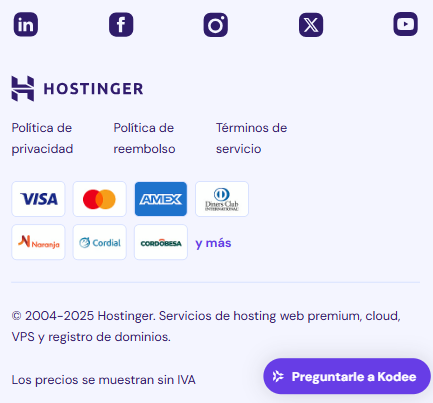 HOSTINGER
Política de privacidad
Política de reembolso
Términos de servicio
VISA
AMEX
Diners Club
INTERNATIONAL
Naranja
Cordial
CORDOBESA
y más
© 2004-2025 Hostinger. Servicios de hosting web premium, cloud,
VPS y registro de dominios.
Los precios se muestran sin IVA
Preguntarle a Kodee